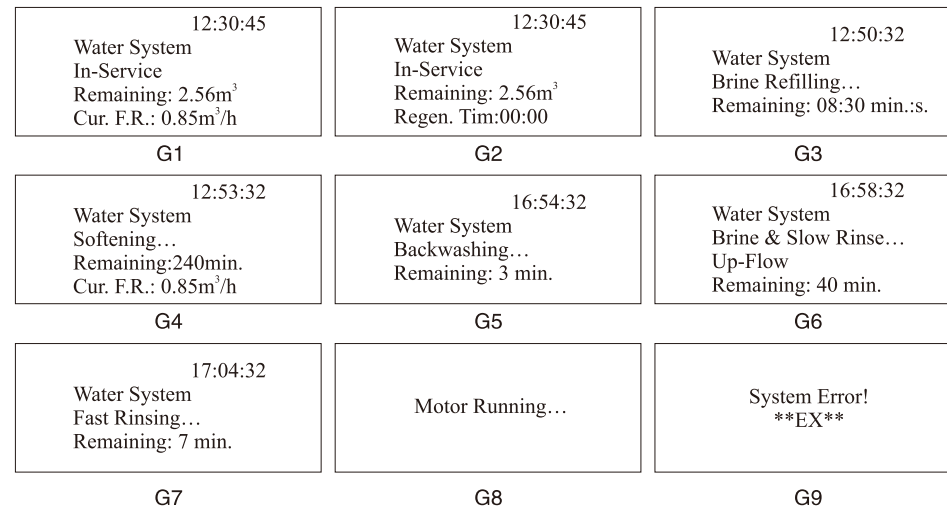 12:30:45
Water System
In-Service
Remaining: 2.56m³
Cur. F.R.: 0.85m³/h
G1
12:30:45
Water System
In-Service
Remaining: 2.56m³
Regen. Tim:00:00
G2
12:50:32
Water System
Brine Refilling…
Remaining: 08:30 min.:s.
G3
12:53:32
Water System
Softening…
Remaining:240min.
Cur. F.R.: 0.85m³/h
G4
16:54:32
Water System
Backwashing…
Remaining: 3 min.
G5
16:58:32
Water System
Brine & Slow Rinse…
Up-Flow
Remaining: 40 min.
G6
17:04:32
Water System
Fast Rinsing…
Remaining: 7 min.
G7
Motor Running…
G8
System Error!
**EX**
G9